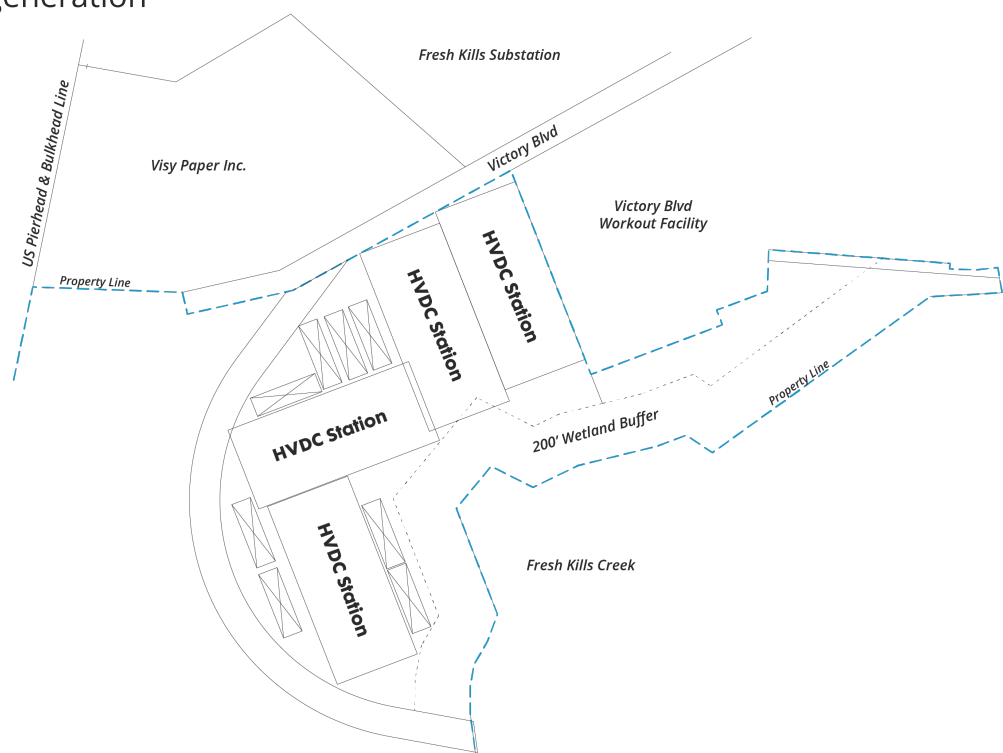 Fresh Kills Substation
US Pierhead & Bulkhead Line
Visy Paper Inc.
Victory Blvd
Victory Blvd
Workout Facility
Property Line
HVDC Station
HVDC Station
HVDC Station
HVDC Station
200’ Wetland Buffer
Property Line
Fresh Kills Creek